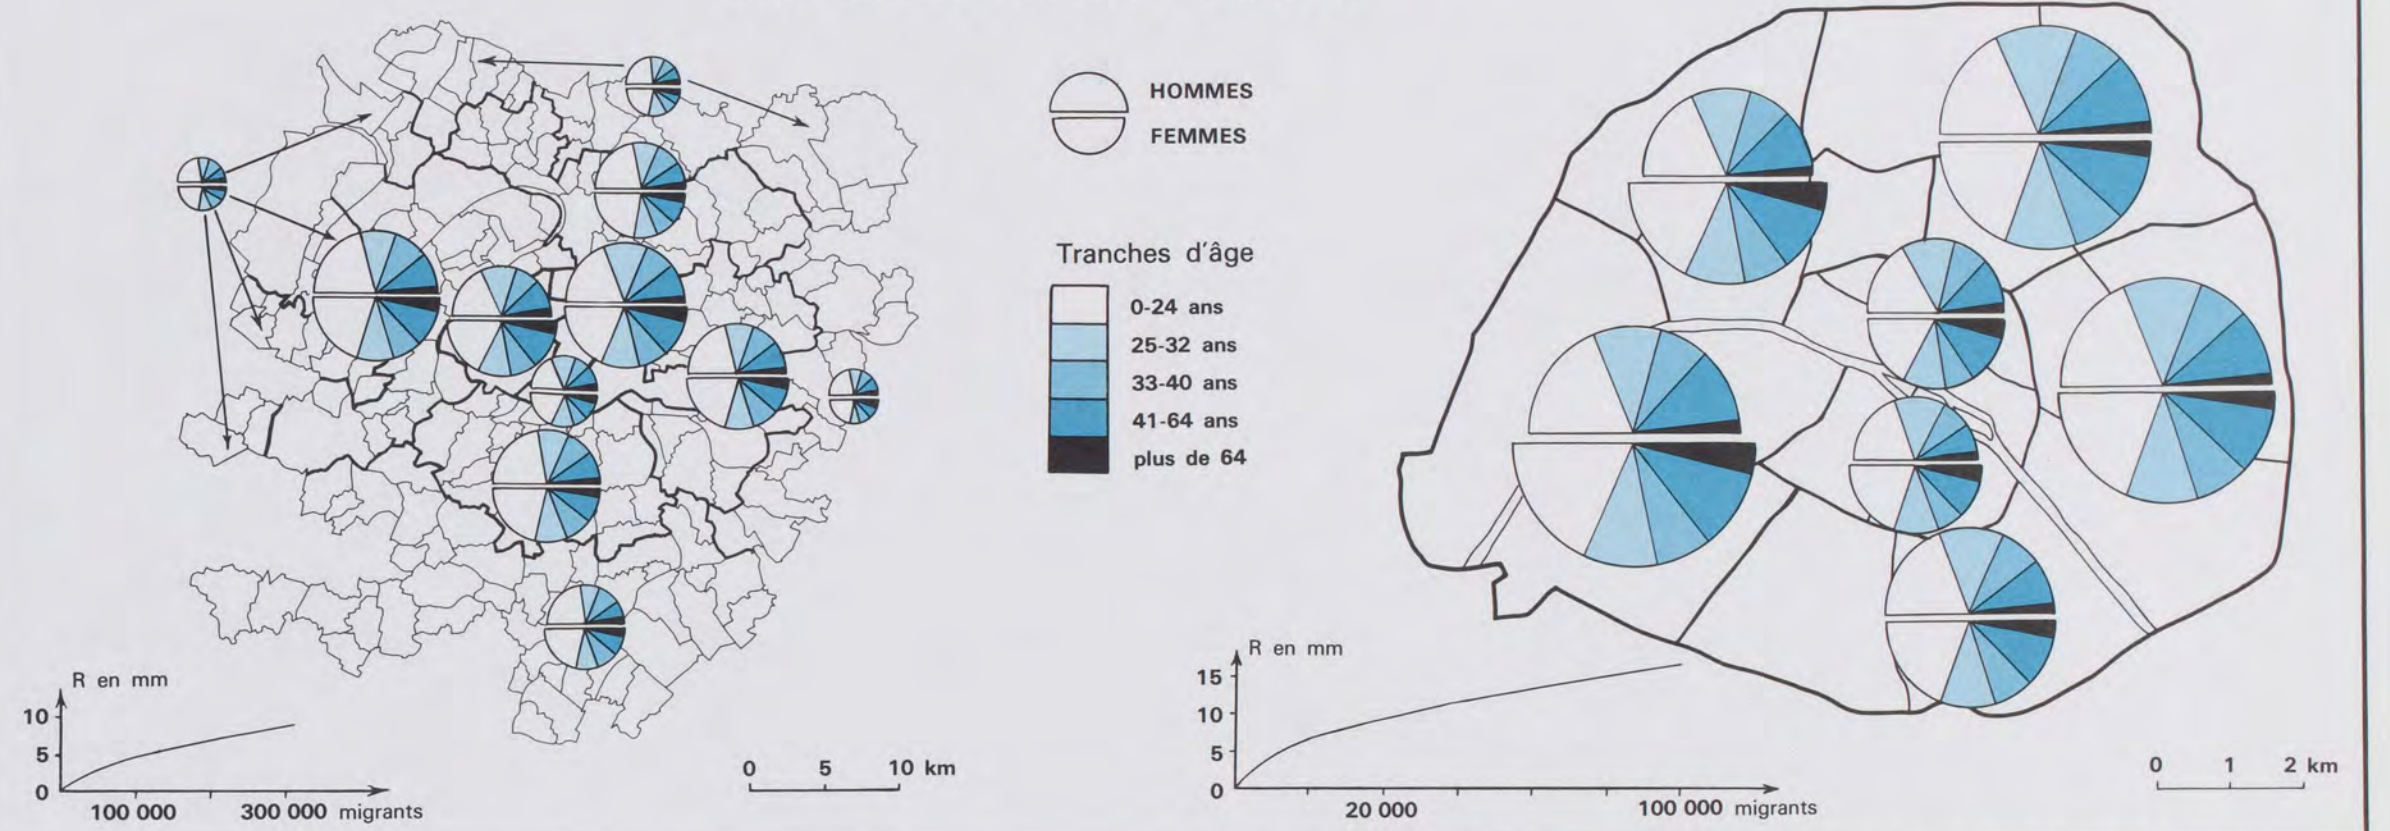 HOMMES
FEMMES
Tranches d'âge
0-24 ans
25-32 ans
33-40 ans
41-64 ans
plus de 64
R en mm
10
5
0
100 000
300 000 migrants
0 5 10 km
R en mm
15
10
5
0
20 000
100 000 migrants
0 1 2 km